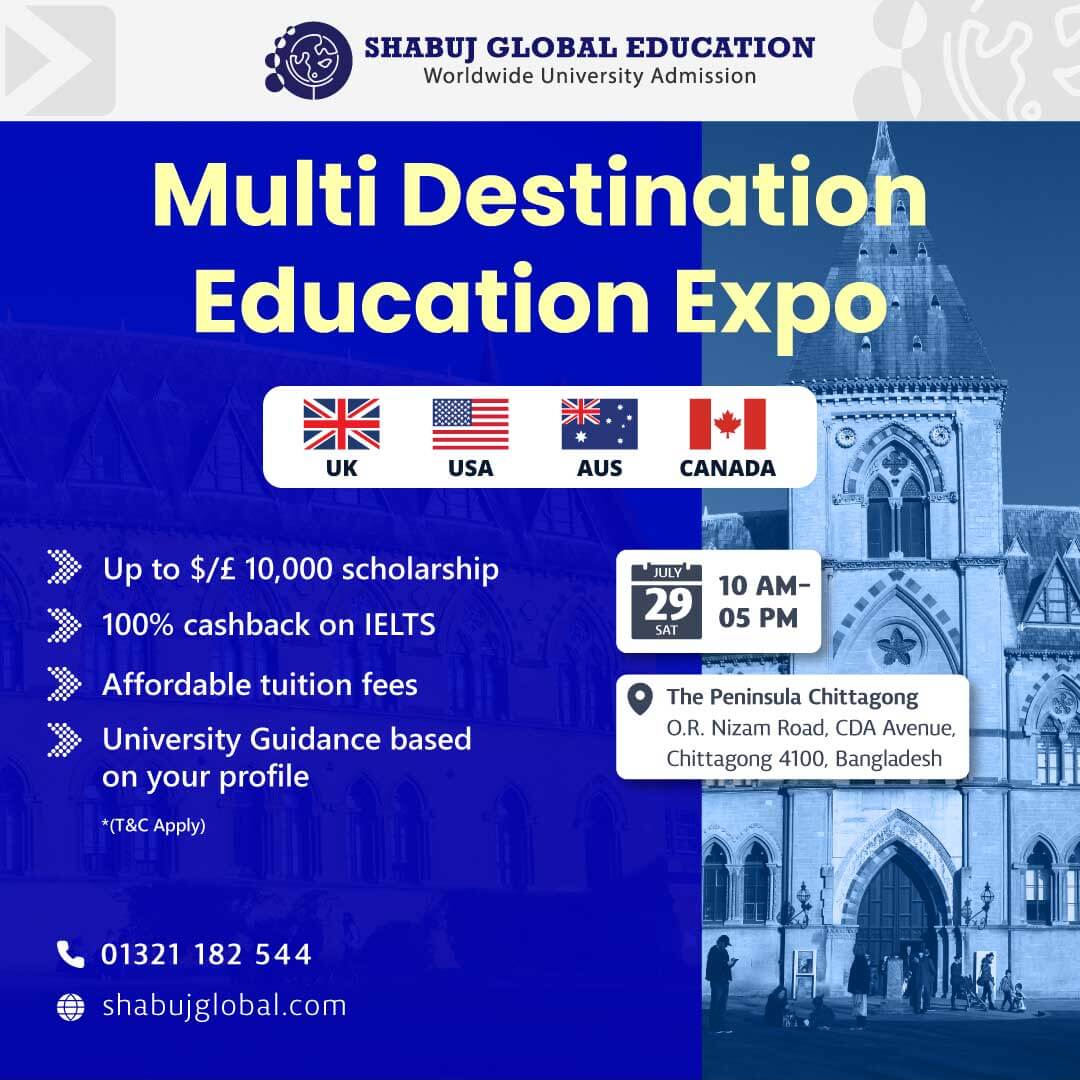 SHABUJ GLOBAL EDUCATION
Worldwide University Admission
Multi Destination
Education Expo
UK
USA
AUS
CANADA
Up to $/£ 10,000 scholarship
100% cashback on IELTS
Affordable tuition fees
University Guidance based
on your profile
*(T&C Apply)
JULY
29
SAT
10 AM-
05 PM
The Peninsula Chittagong
O.R. Nizam Road, CDA Avenue,
Chittagong 4100, Bangladesh
01321 182 544
shabujglobal.com